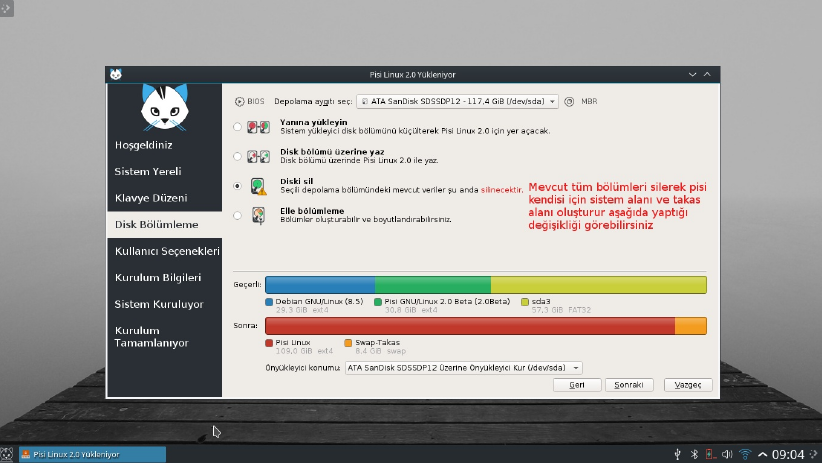 Pisi Linux 2.0 Yükleniyor
BIOS Depolama aygıtı seç: ATA SanDisk SDSSDP12 - 117,4 GiB (/dev/sda) MBR
Hoşgeldiniz
Sistem Yereli
Klavye Düzeni
Disk Bölümleme
Kullanıcı Seçenekleri
Kurulum Bilgileri
Sistem Kuruluyor
Kurulum
Tamamlanıyor
Yanına yükleyin
Sistem yükleyici disk bölümünü küçülterek Pisi Linux 2.0 için yer açacak.
Disk bölümü üzerine yaz
Disk bölümü üzerinde Pisi Linux 2.0 ile yaz.
Diski sil
Seçili depolama bölümündeki mevcut veriler şu anda silinecektir.
Elle bölümleme
Bölümler oluşturabilir ve boyutlandırabilirsiniz.
Mevcut tüm bölümleri silerek pisi
kendisi için sistem alanı ve takas
alanı oluşturur aşağıda yaptığı
değişikliği görebilirsiniz
Geçerli:
Debian GNU/Linux (8.5) Pisi GNU/Linux 2.0 Beta (2.0Beta) sda3
29,3 GiB ext4 30,8 GiB ext4 57,3 GiB FAT32
Sonra:
Pisi Linux Swap-Takas
109,0 GiB ext4 8,4 GiB swap
Önyükleyici konumu: ATA SanDisk SDSSDP12 Üzerine Önyükleyici Kur (/dev/sda)
Geri Sonraki Vazgeç
Pisi Linux 2.0 Yükleniyor 09:04